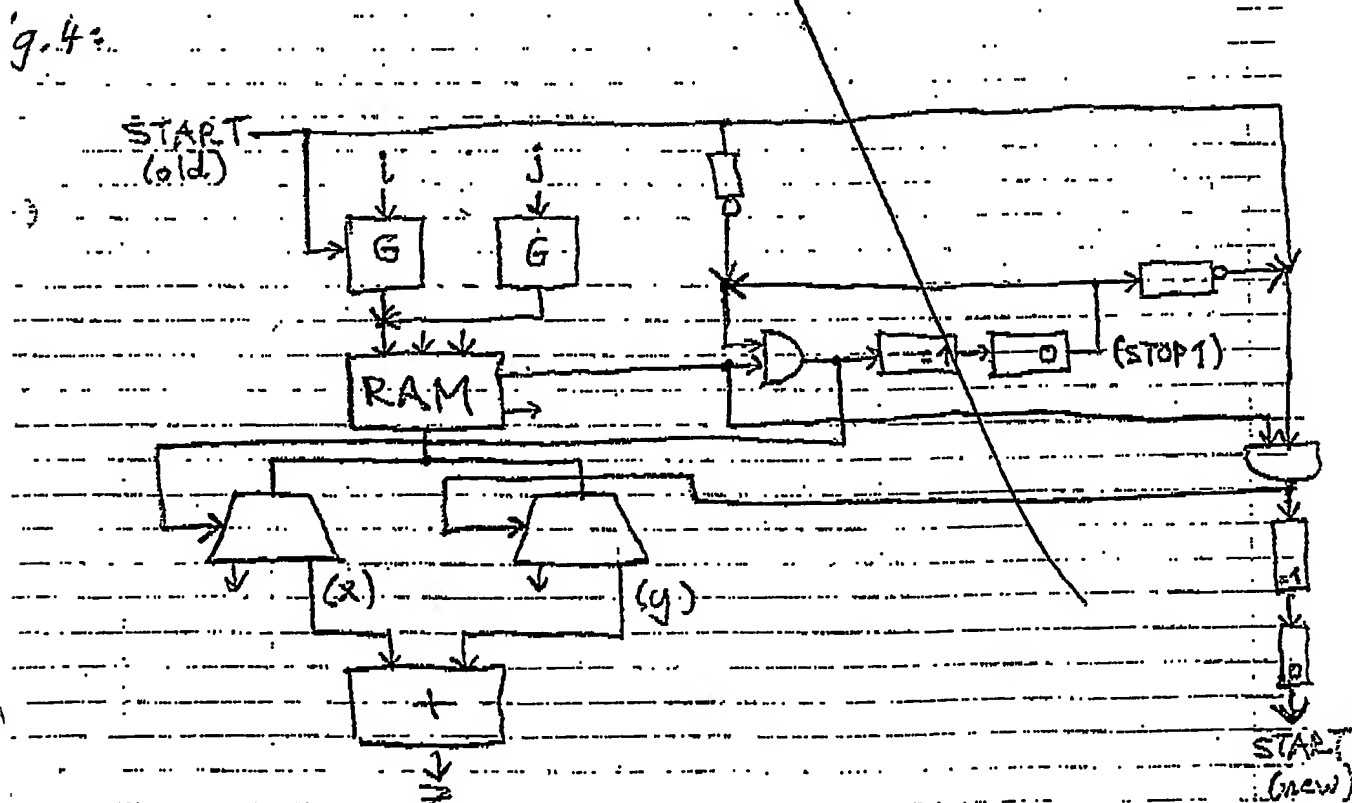 g.4:
START
(old)
i
j
G
G
RAM
=1
0
(STOP1)
(x)
(y)
=1
0
+
START
(new)